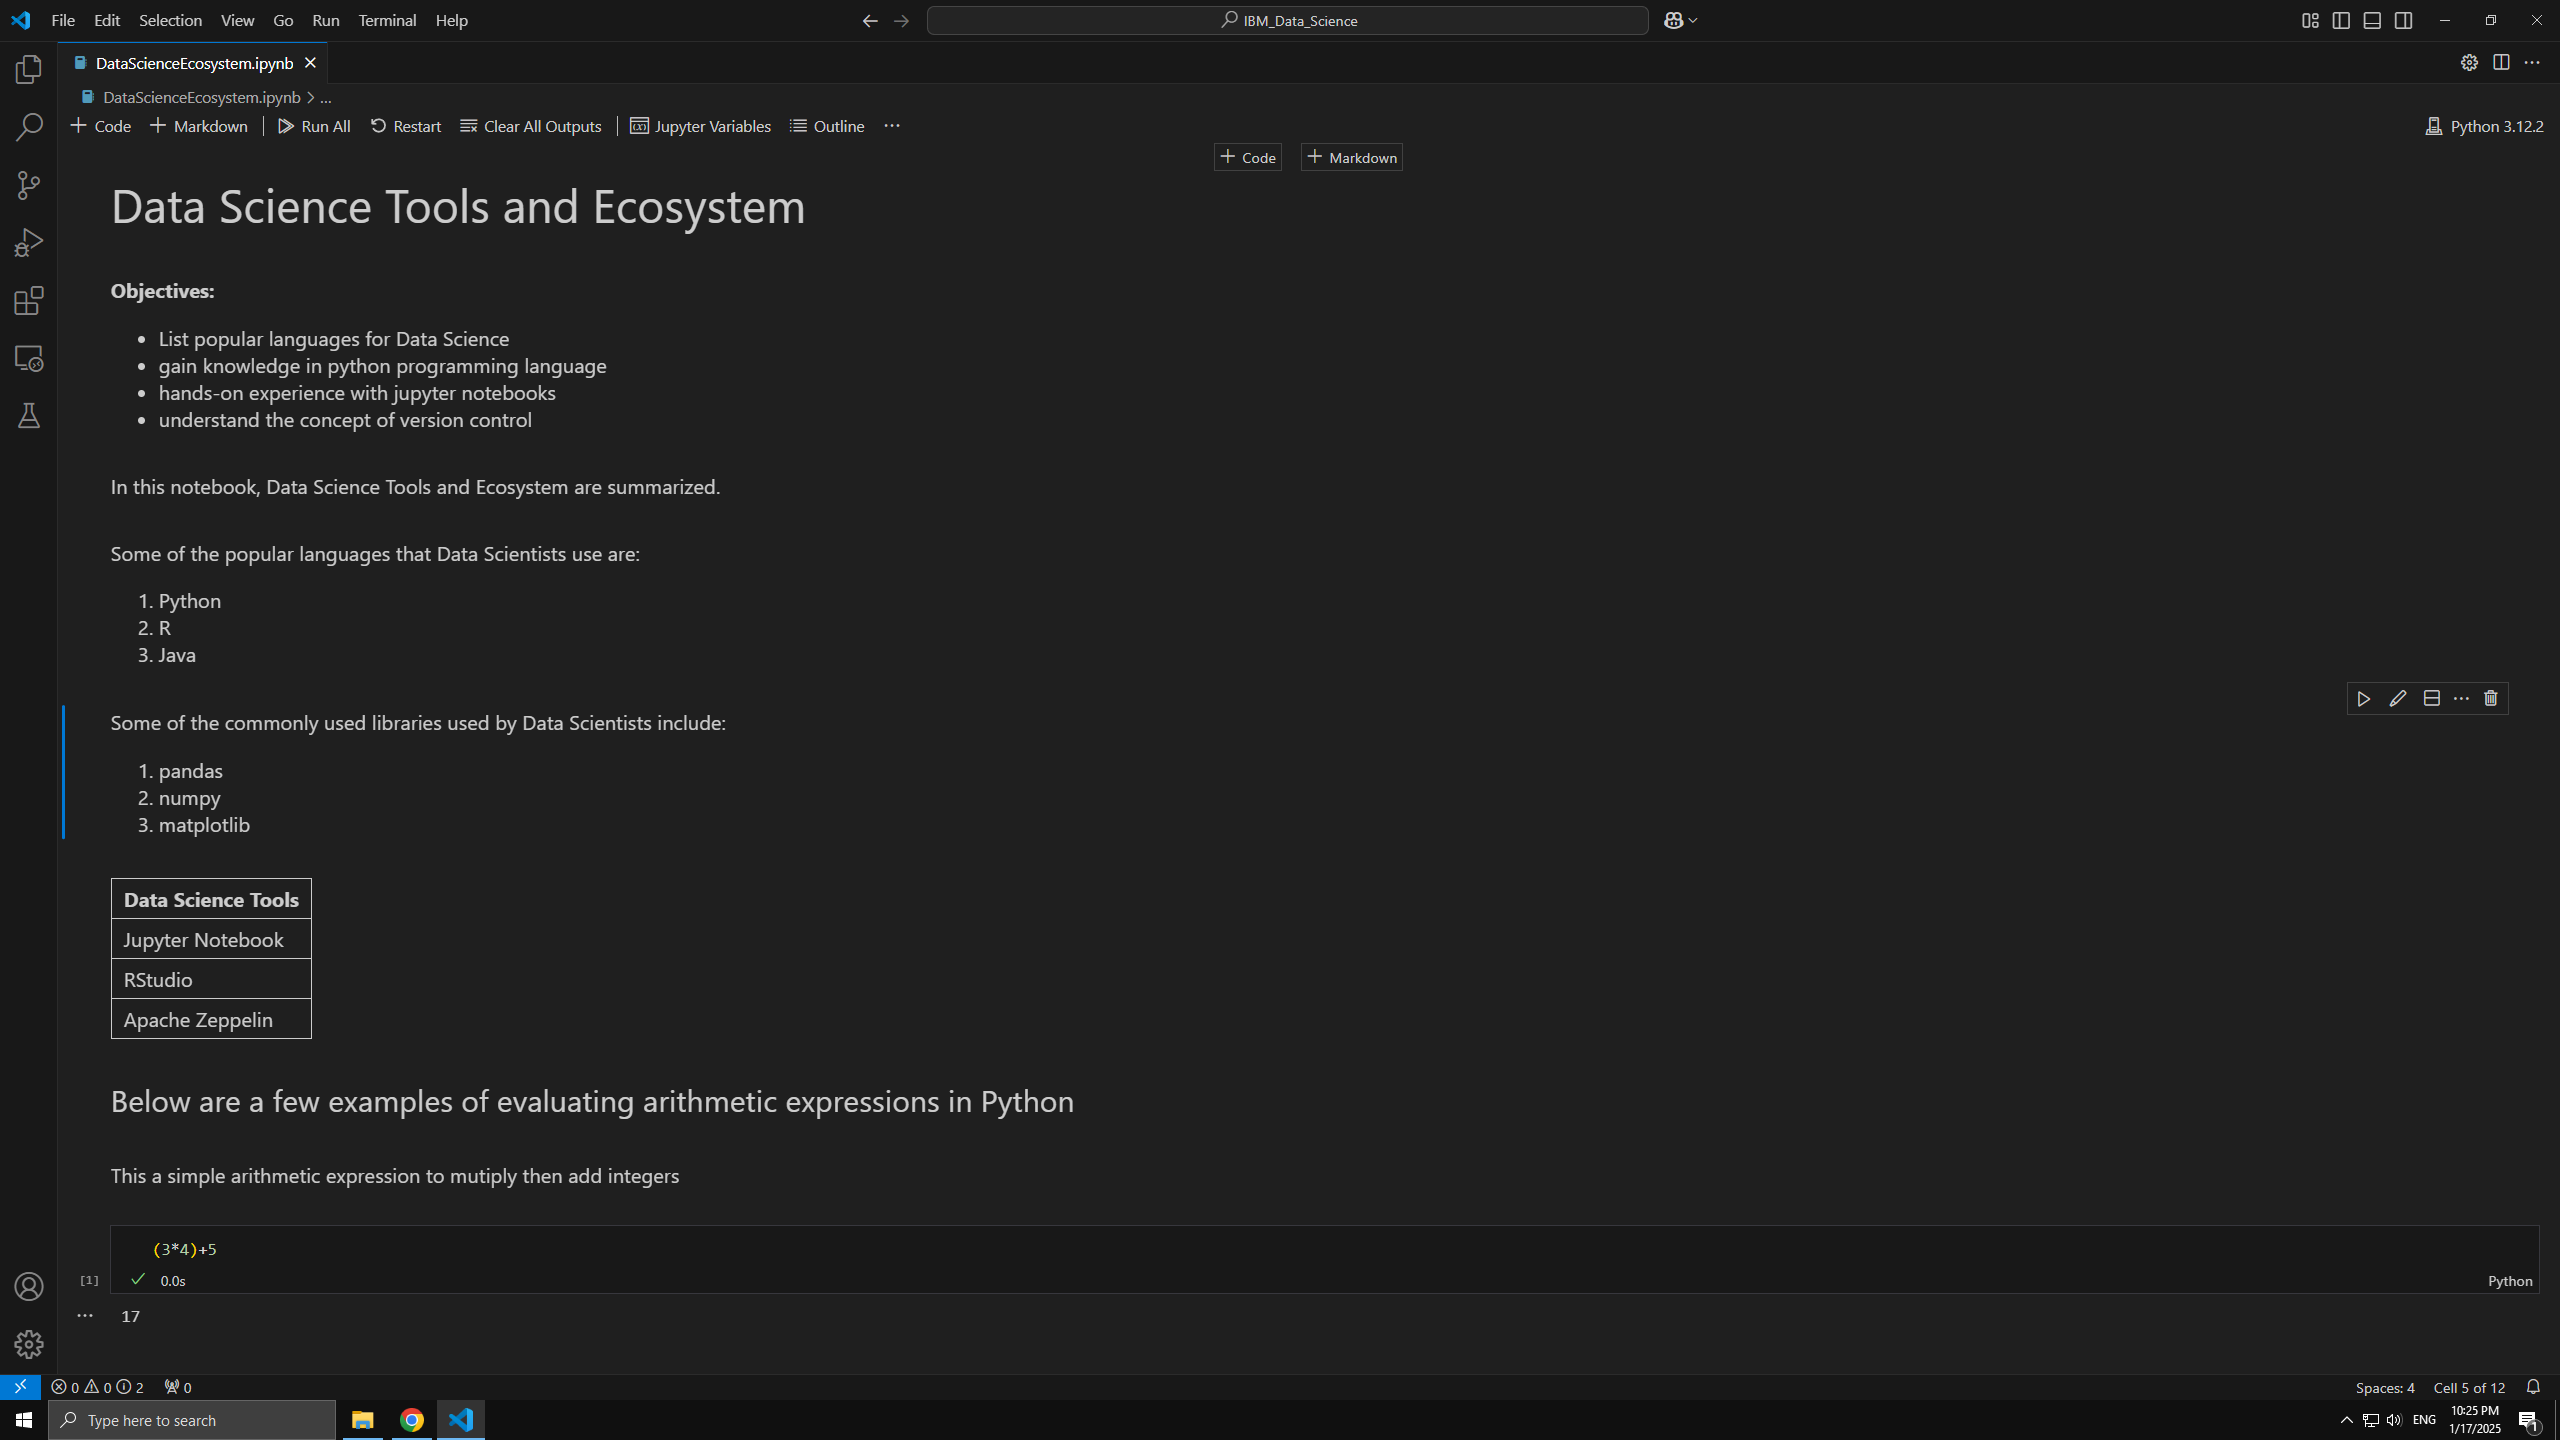 File Edit Selection View Go Run Terminal Help
IBM_Data_Science
DataScienceEcosystem.ipynb
DataScienceEcosystem.ipynb > ...
Code Markdown Run All Restart Clear All Outputs Jupyter Variables Outline ... Python 3.12.2
Code Markdown
Data Science Tools and Ecosystem
Objectives:
• List popular languages for Data Science
• gain knowledge in python programming language
• hands-on experience with jupyter notebooks
• understand the concept of version control
In this notebook, Data Science Tools and Ecosystem are summarized.
Some of the popular languages that Data Scientists use are:
1. Python
2. R
3. Java
Some of the commonly used libraries used by Data Scientists include:
1. pandas
2. numpy
3. matplotlib
Data Science Tools
Jupyter Notebook
RStudio
Apache Zeppelin
Below are a few examples of evaluating arithmetic expressions in Python
This a simple arithmetic expression to mutiply then add integers
(3*4)+5
[1] 0.0s Python
17
0 0 2 0 Spaces: 4 Cell 5 of 12
Type here to search
ENG
10:25 PM
1/17/2025
1